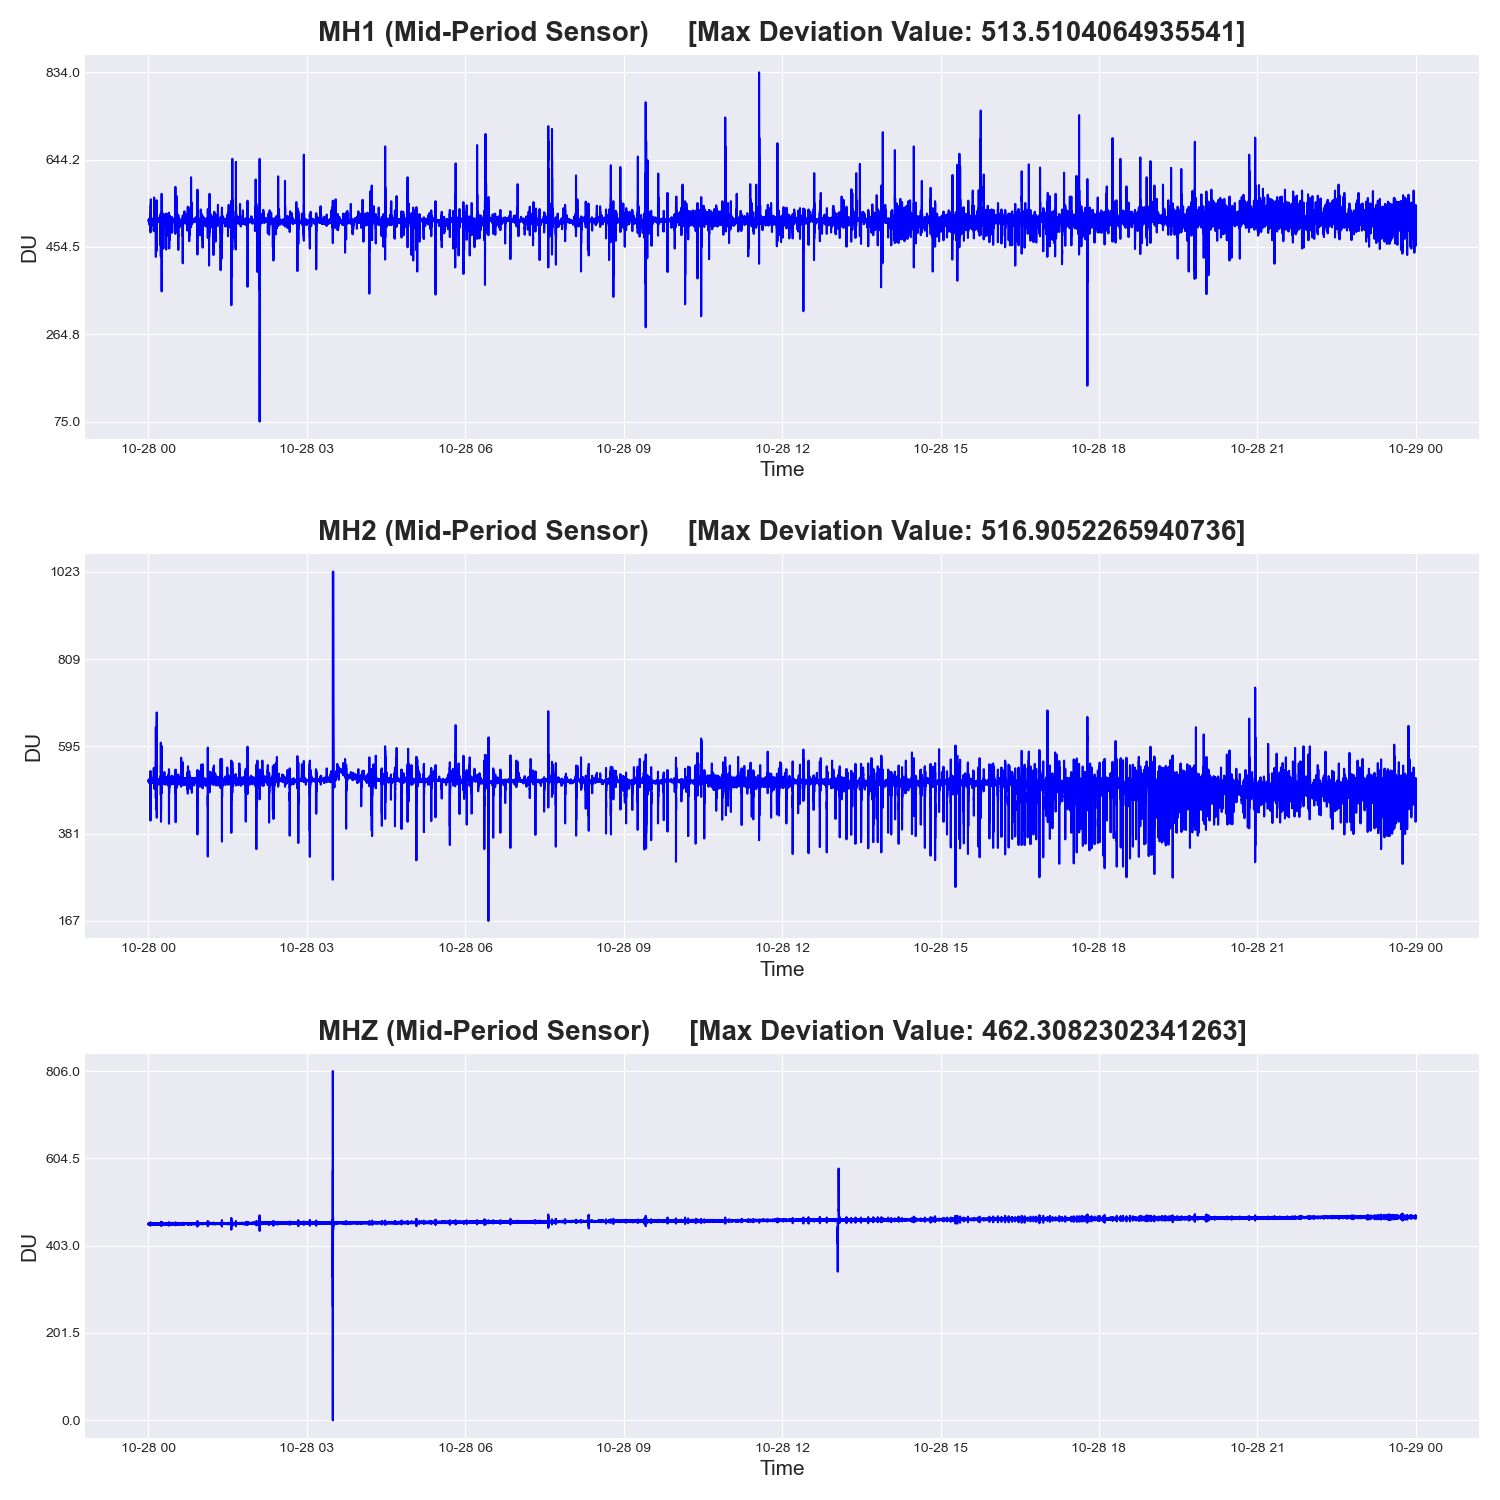 MH1 (Mid-Period Sensor) [Max Deviation Value: 513.5104064935541]
834.0
644.2
454.5
264.8
75.0
DU
10-28 00 10-28 03 10-28 06 10-28 09 10-28 12 10-28 15 10-28 18 10-28 21 10-29 00
Time
MH2 (Mid-Period Sensor) [Max Deviation Value: 516.9052265940736]
1023
809
595
381
167
DU
10-28 00 10-28 03 10-28 06 10-28 09 10-28 12 10-28 15 10-28 18 10-28 21 10-29 00
Time
MHZ (Mid-Period Sensor) [Max Deviation Value: 462.3082302341263]
806.0
604.5
403.0
201.5
0.0
DU
10-28 00 10-28 03 10-28 06 10-28 09 10-28 12 10-28 15 10-28 18 10-28 21 10-29 00
Time